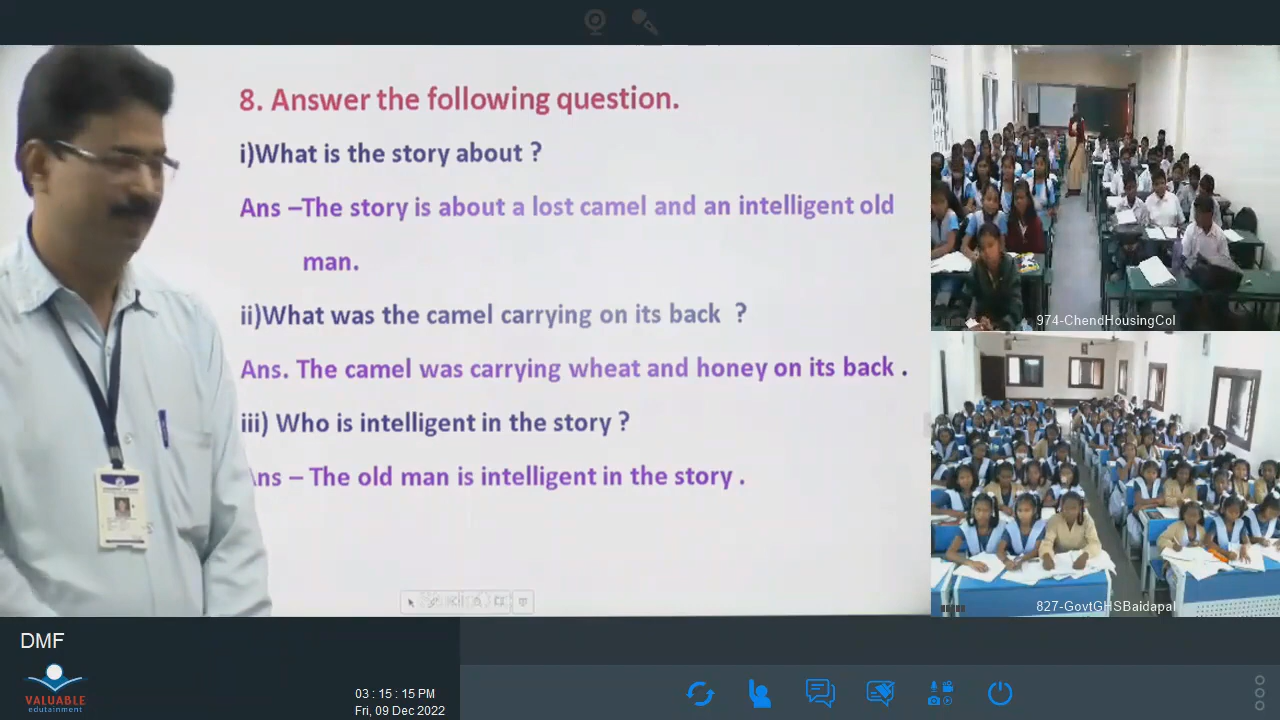 8. Answer the following question.
i)What is the story about ?
Ans –The story is about a lost camel and an intelligent old
man.
ii)What was the camel carrying on its back ?
Ans. The camel was carrying wheat and honey on its back .
iii) Who is intelligent in the story ?
Ans – The old man is intelligent in the story .
974-ChendHousingCol
827-GovtGHSBaidapal
DMF
VALUABLE
edutainment
03 : 15 : 15 PM
Fri, 09 Dec 2022